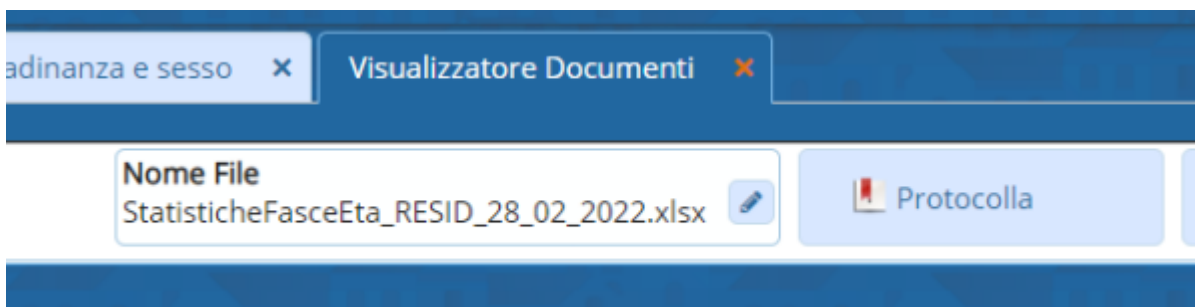 adinanza e sesso
Visualizzatore Documenti
Nome File
StatisticheFasceEta_RESID_28_02_2022.xlsx
Protocolla